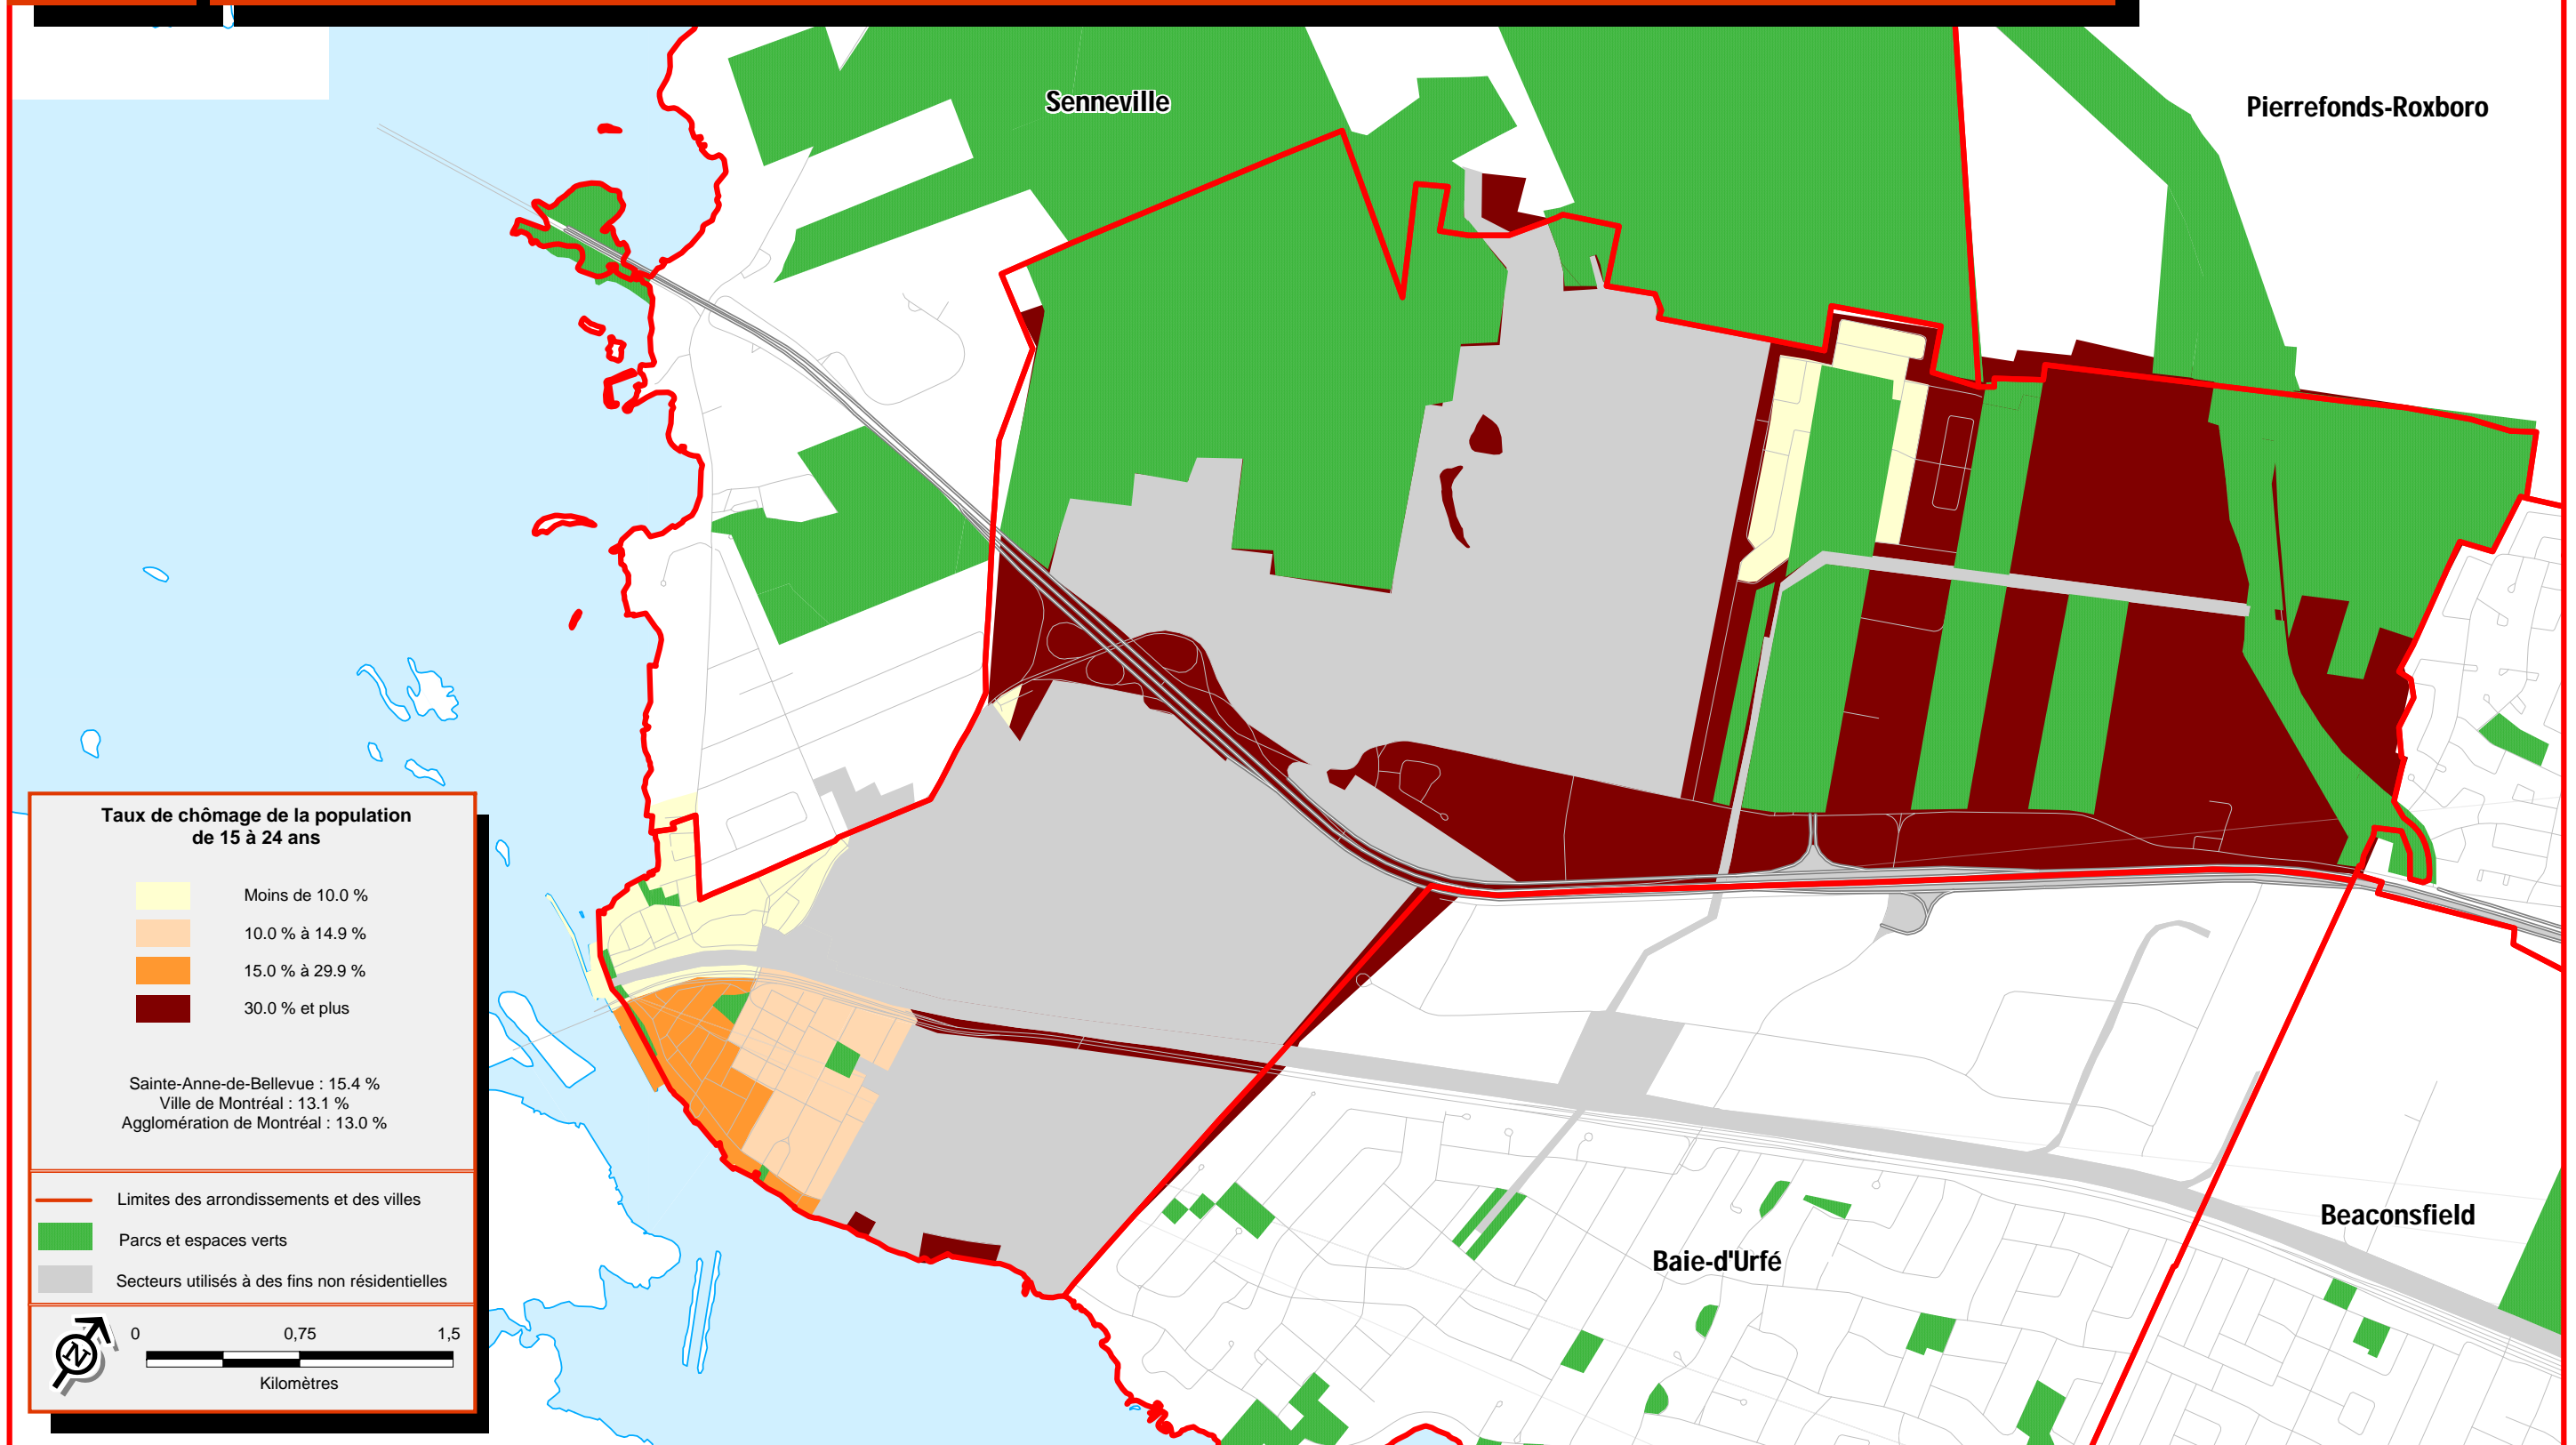 Senneville
Pierrefonds-Roxboro
Taux de chômage de la population
de 15 à 24 ans
Moins de 10.0 %
10.0 % à 14.9 %
15.0 % à 29.9 %
30.0 % et plus
Sainte-Anne-de-Bellevue : 15.4 %
Ville de Montréal : 13.1 %
Agglomération de Montréal : 13.0 %
Limites des arrondissements et des villes
Parcs et espaces verts
Secteurs utilisés à des fins non résidentielles
N
0 0,75 1,5
Kilomètres
Beaconsfield
Baie-d'Urfé